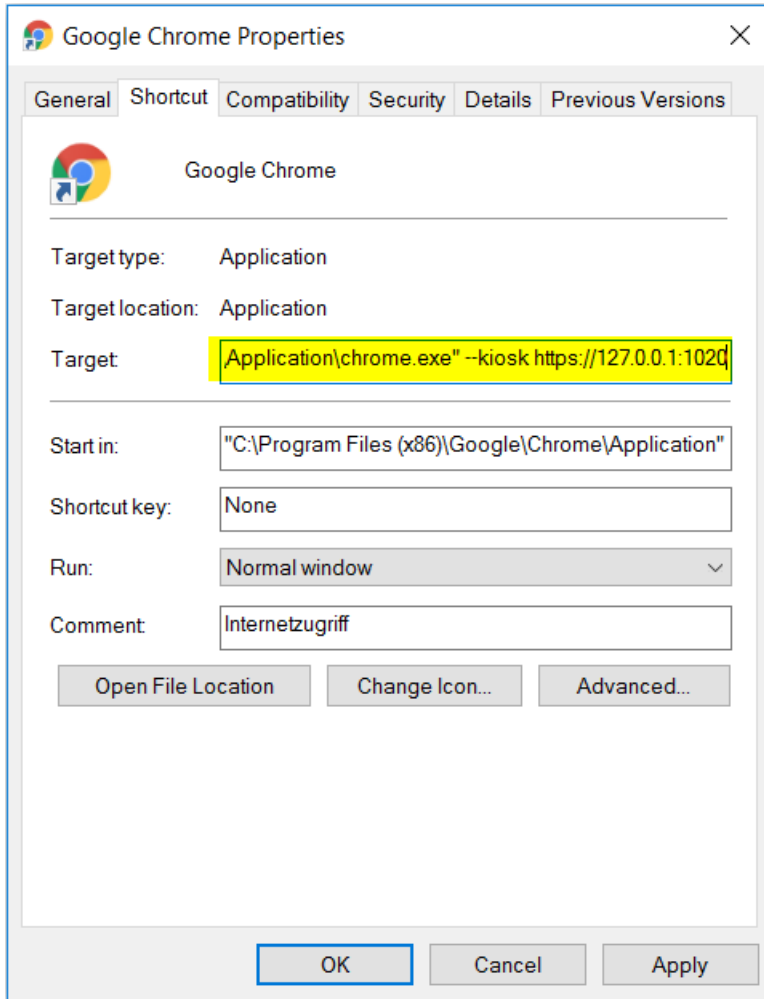 Google Chrome Properties
General Shortcut Compatibility Security Details Previous Versions
Google Chrome
Target type: Application
Target location: Application
Target: Application\chrome.exe" --kiosk https://127.0.0.1:1020
Start in: "C:\Program Files (x86)\Google\Chrome\Application"
Shortcut key: None
Run: Normal window
Comment: Internetzugriff
Open File Location Change Icon... Advanced...
OK Cancel Apply